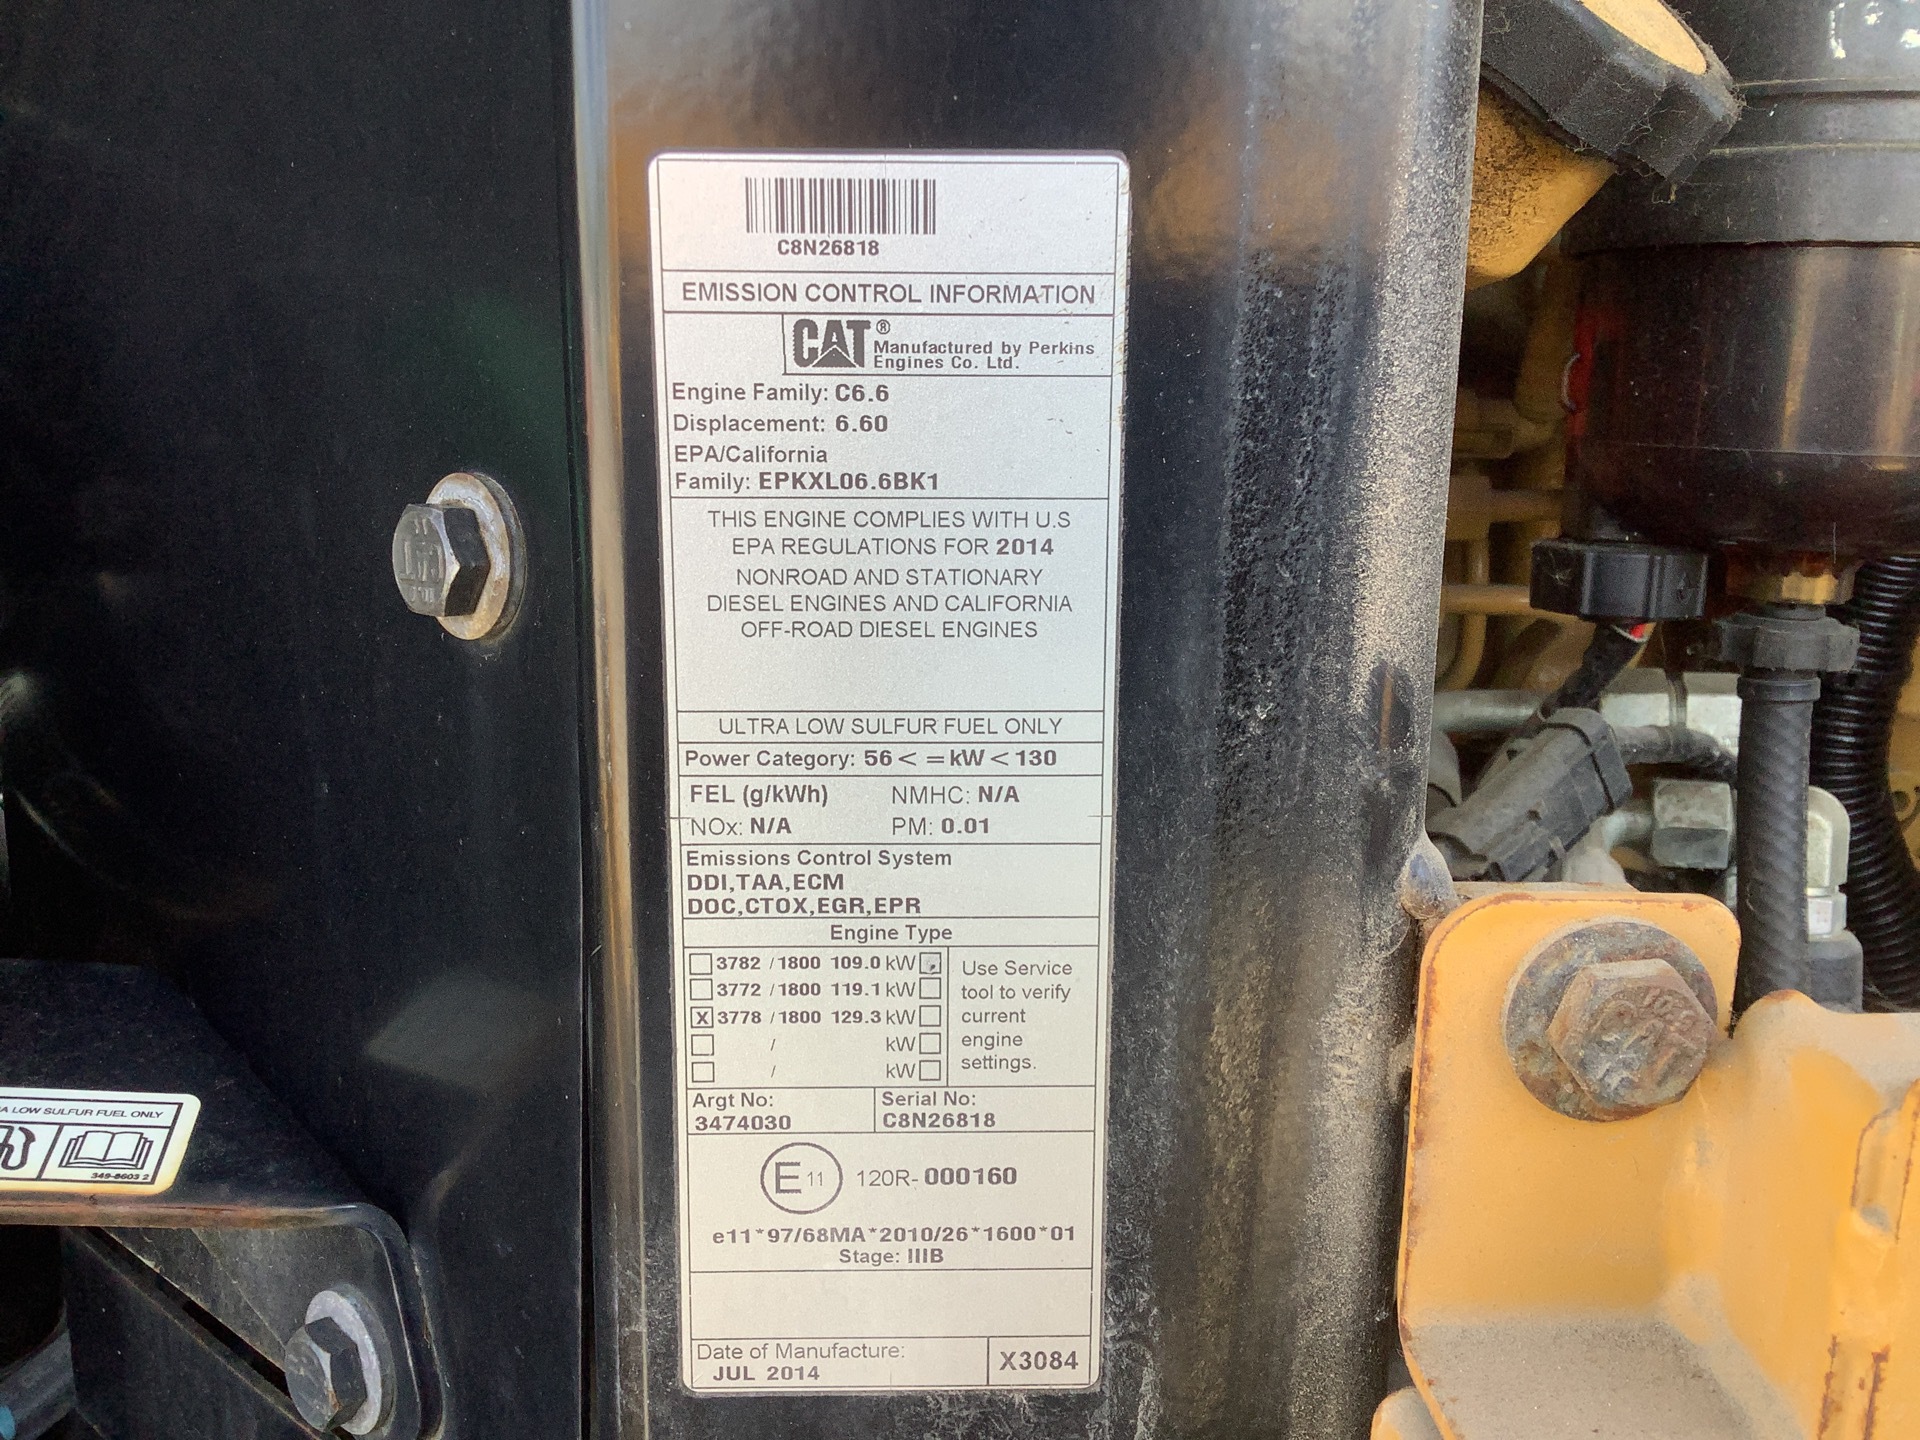 C8N26818
EMISSION CONTROL INFORMATION
CAT®
Manufactured by Perkins
Engines Co. Ltd.
Engine Family: C6.6
Displacement: 6.60
EPA/California
Family: EPKXL06.6BK1
THIS ENGINE COMPLIES WITH U.S
EPA REGULATIONS FOR 2014
NONROAD AND STATIONARY
DIESEL ENGINES AND CALIFORNIA
OFF-ROAD DIESEL ENGINES
ULTRA LOW SULFUR FUEL ONLY
Power Category: 56 < = kW < 130
FEL (g/kWh) NMHC: N/A
NOx: N/A PM: 0.01
Emissions Control System
DDI,TAA,ECM
DOC,CTOX,EGR,EPR
Engine Type
3782 / 1800 109.0 kW
3772 / 1800 119.1 kW
X 3778 / 1800 129.3 kW
/ kW
/ kW
Use Service
tool to verify
current
engine
settings.
Argt No:
3474030
Serial No:
C8N26818
E 11 120R- 000160
e11*97/68MA*2010/26*1600*01
Stage: IIIB
Date of Manufacture:
JUL 2014
X3084
A LOW SULFUR FUEL ONLY
349-8603 2